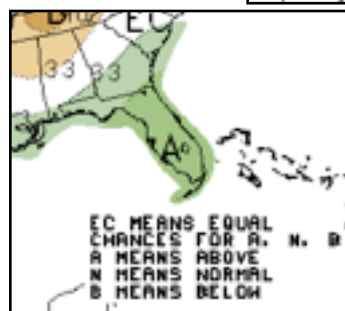 B
EC
33 33
A
EC MEANS EQUAL
CHANCES FOR A. N. B
A MEANS ABOVE
N MEANS NORMAL
B MEANS BELOW